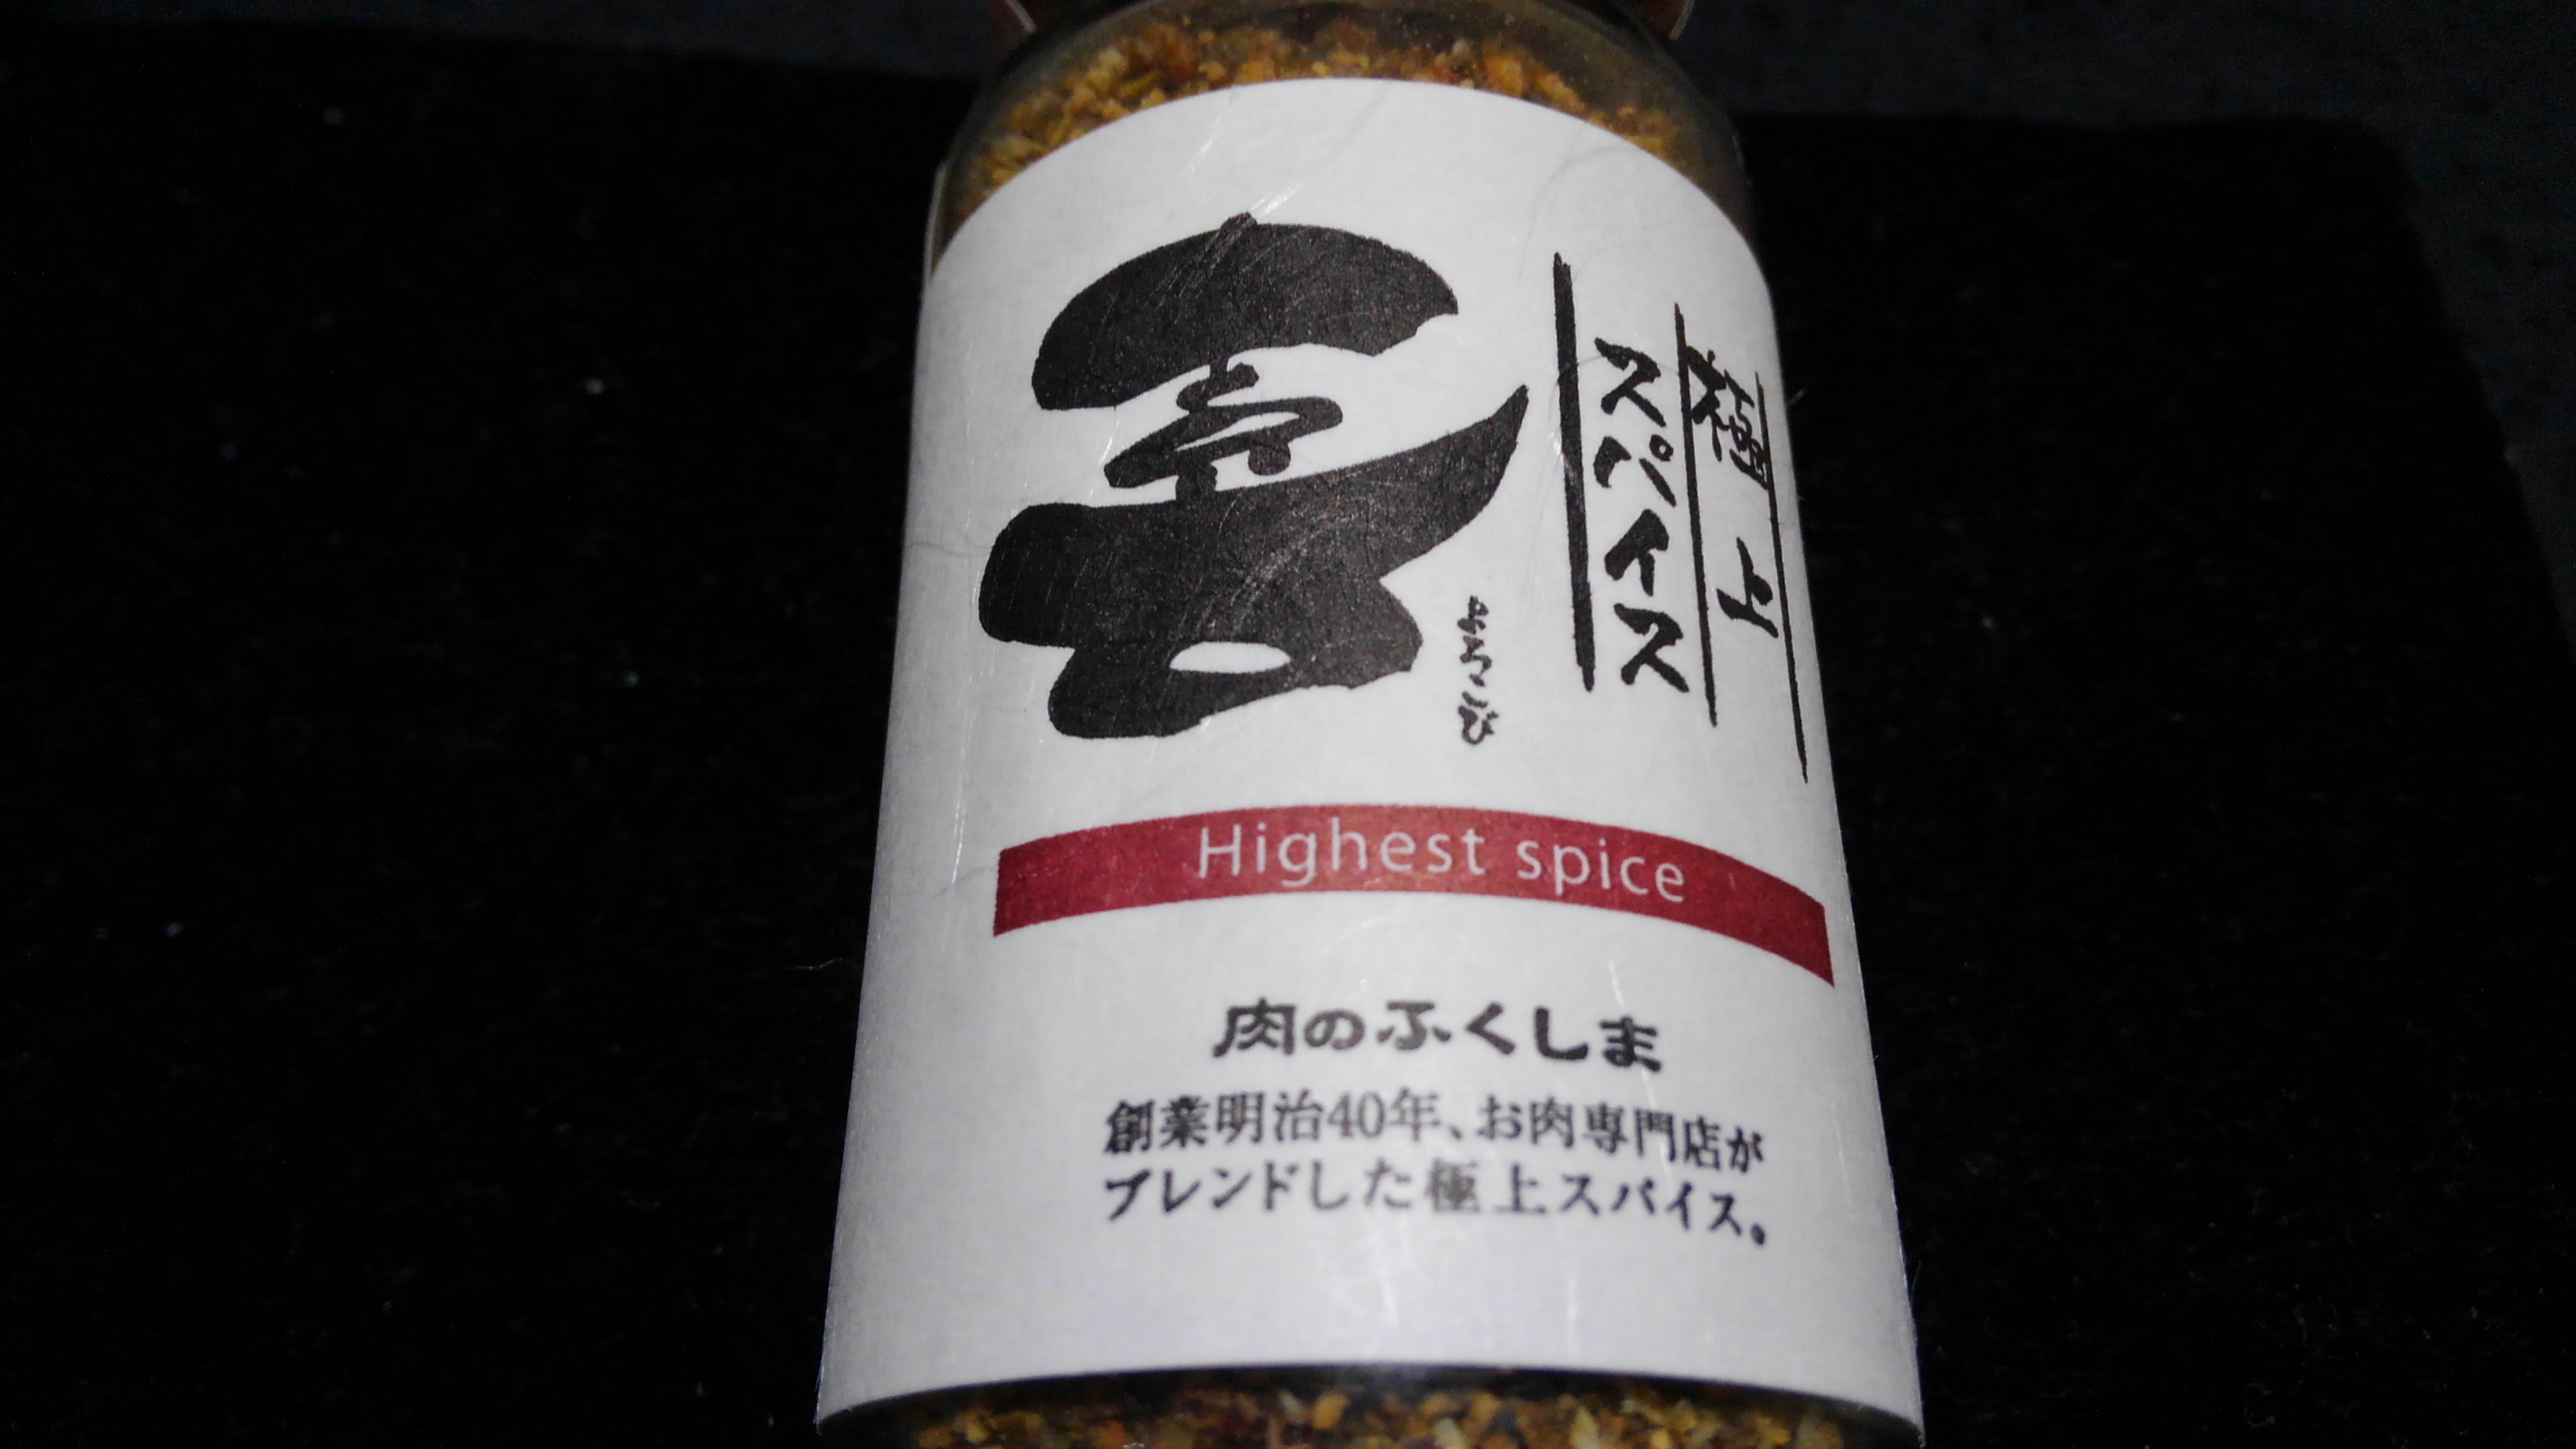 極上
スパイス
喜
よろこび
Highest spice
肉のふくしま
創業明治40年、お肉専門店が
ブレンドした極上スパイス。